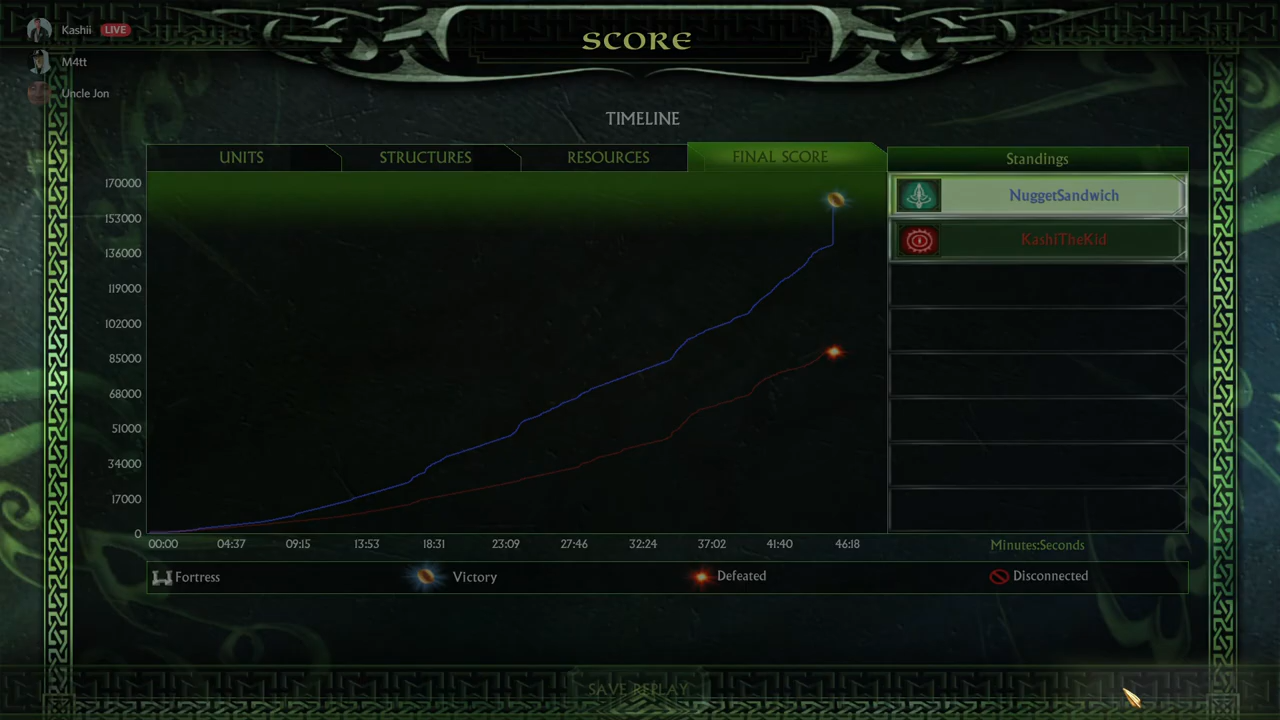 Kashii LIVE
M4tt
Uncle Jon
SCORE
TIMELINE
UNITS STRUCTURES RESOURCES FINAL SCORE
Standings
NuggetSandwich
KashiTheKid
170000
153000
136000
119000
102000
85000
68000
51000
34000
17000
0
00:00 04:37 09:15 13:53 18:31 23:09 27:46 32:24 37:02 41:40 46:18
Minutes:Seconds
Fortress Victory Defeated Disconnected
SAVE REPLAY